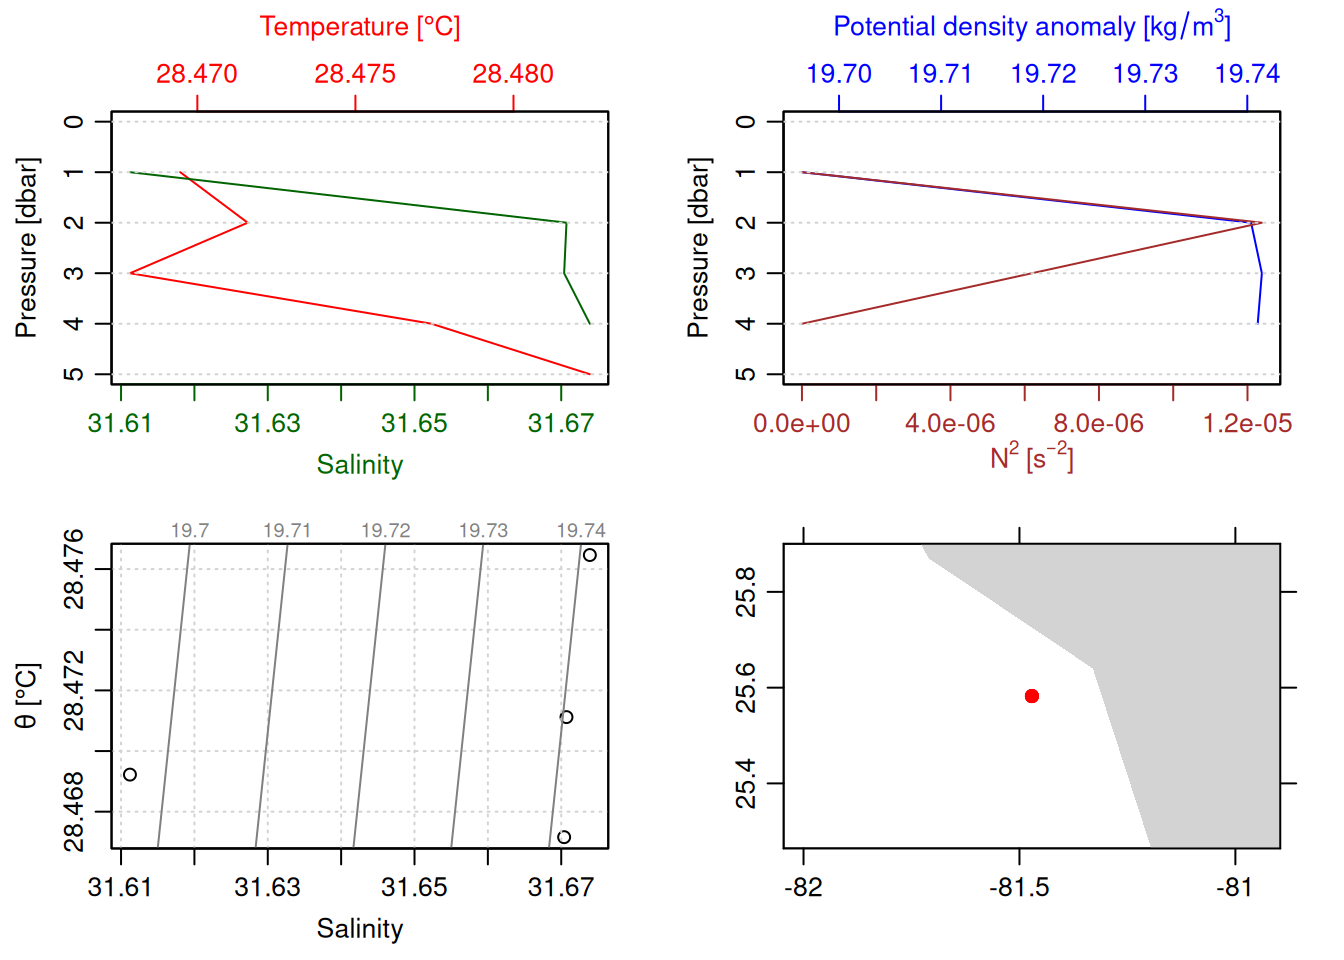 Temperature [°C]
28.470 28.475 28.480
Pressure [dbar]
0
1
2
3
4
5
31.61 31.63 31.65 31.67
Salinity
Potential density anomaly [kg/m³]
19.70 19.71 19.72 19.73 19.74
Pressure [dbar]
0
1
2
3
4
5
0.0e+00 4.0e-06 8.0e-06 1.2e-05
N² [s⁻²]
19.7 19.71 19.72 19.73 19.74
θ [°C]
28.476
28.472
28.468
31.61 31.63 31.65 31.67
Salinity
25.8
25.6
25.4
-82 -81.5 -81